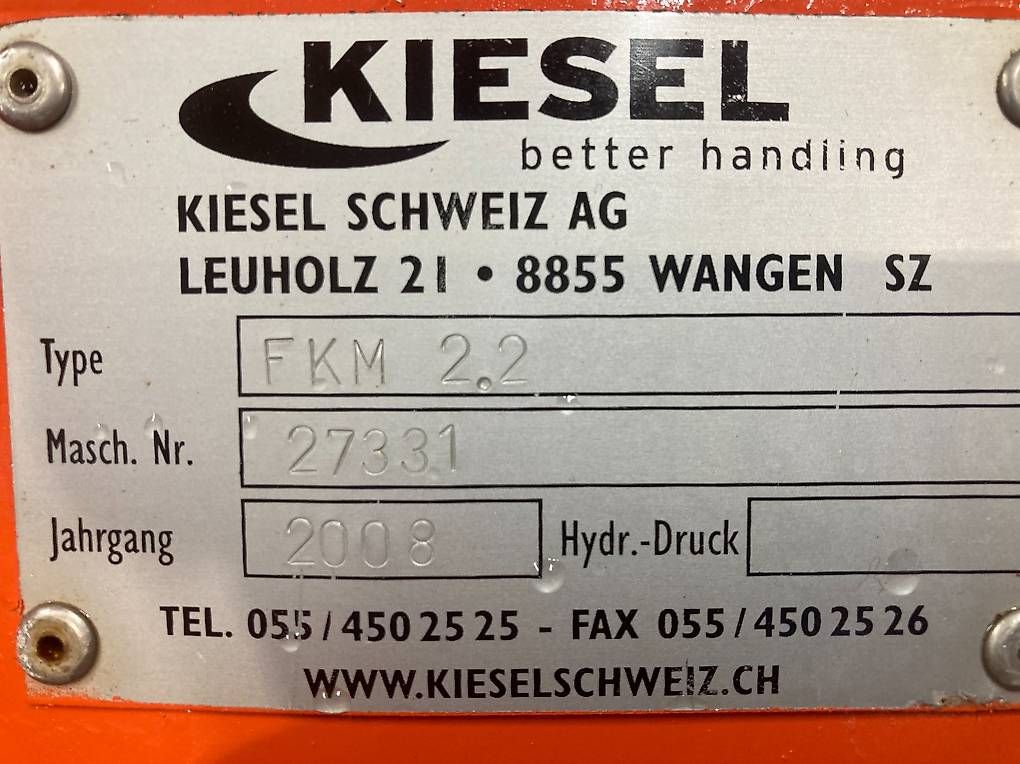 KIESEL
better handling
KIESEL SCHWEIZ AG
LEUHOLZ 21 • 8855 WANGEN SZ
Type FKM 2.2
Masch. Nr. 27331
Jahrgang 2008 Hydr.-Druck
TEL. 055/450 25 25 - FAX 055/450 25 26
WWW.KIESELSCHWEIZ.CH